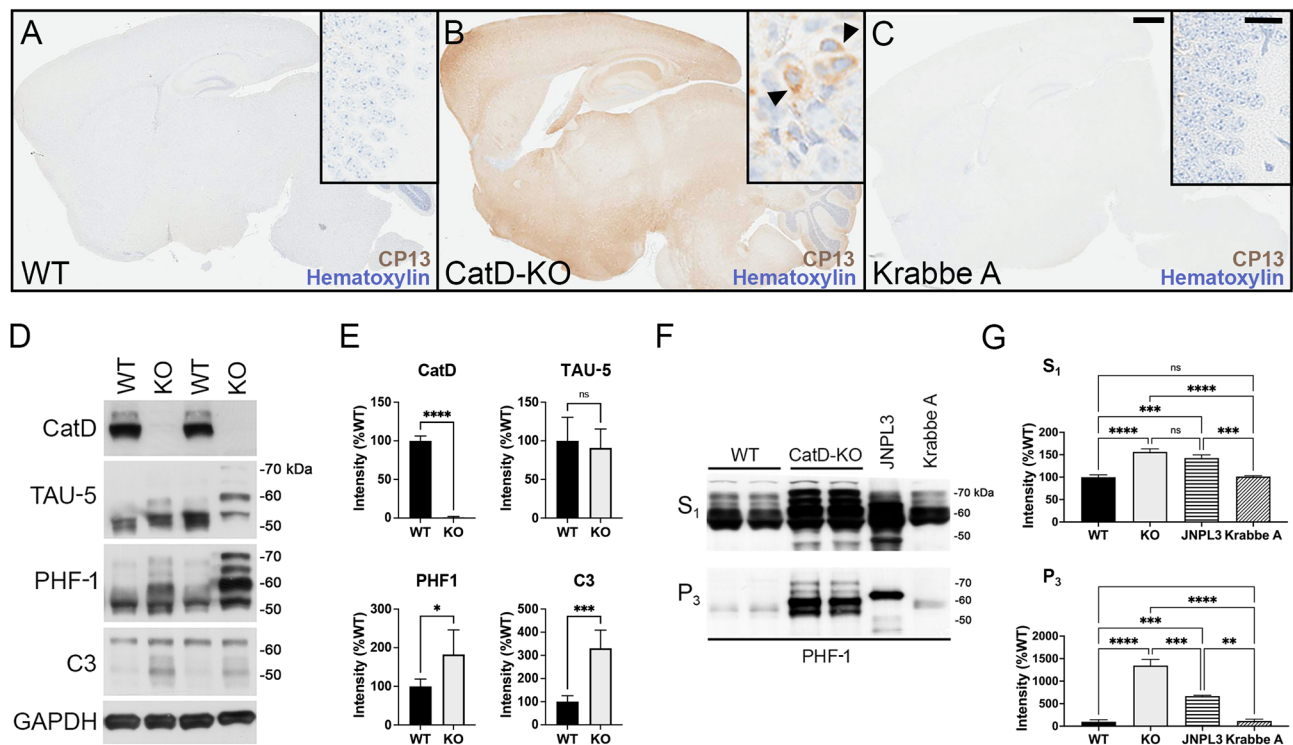 A
B
C
CP13
Hematoxylin
WT
CP13
Hematoxylin
CatD-KO
CP13
Hematoxylin
Krabbe A
D
WT
KO
WT
KO
CatD
TAU-5
-70 kDa
-60
-50
PHF-1
-70
-60
-50
C3
-60
-50
GAPDH
E
CatD
Intensity (%WT)
150
100
50
0
****
WT KO
TAU-5
Intensity (%WT)
150
100
50
0
ns
WT KO
PHF1
Intensity (%WT)
300
200
100
0
*
WT KO
C3
Intensity (%WT)
500
400
300
200
100
0
***
WT KO
F
WT
CatD-KO
JNPL3
Krabbe A
S1
-70 kDa
-60
-50
P3
-70
-60
-50
PHF-1
G
S1
ns
****
***
**** ns ***
Intensity (%WT)
200
150
100
50
0
WT KO JNPL3 Krabbe A
P3
****
***
**** *** **
Intensity (%WT)
2000
1500
1000
500
0
WT KO JNPL3 Krabbe A